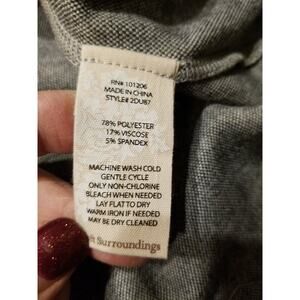 RN# 101206
MADE IN CHINA
STYLE# 2DU87
78% POLYESTER
17% VISCOSE
5% SPANDEX
MACHINE WASH COLD
GENTLE CYCLE
ONLY NON-CHLORINE
BLEACH WHEN NEEDED
LAY FLAT TO DRY
WARM IRON IF NEEDED
MAY BE DRY CLEANED
Surroundings